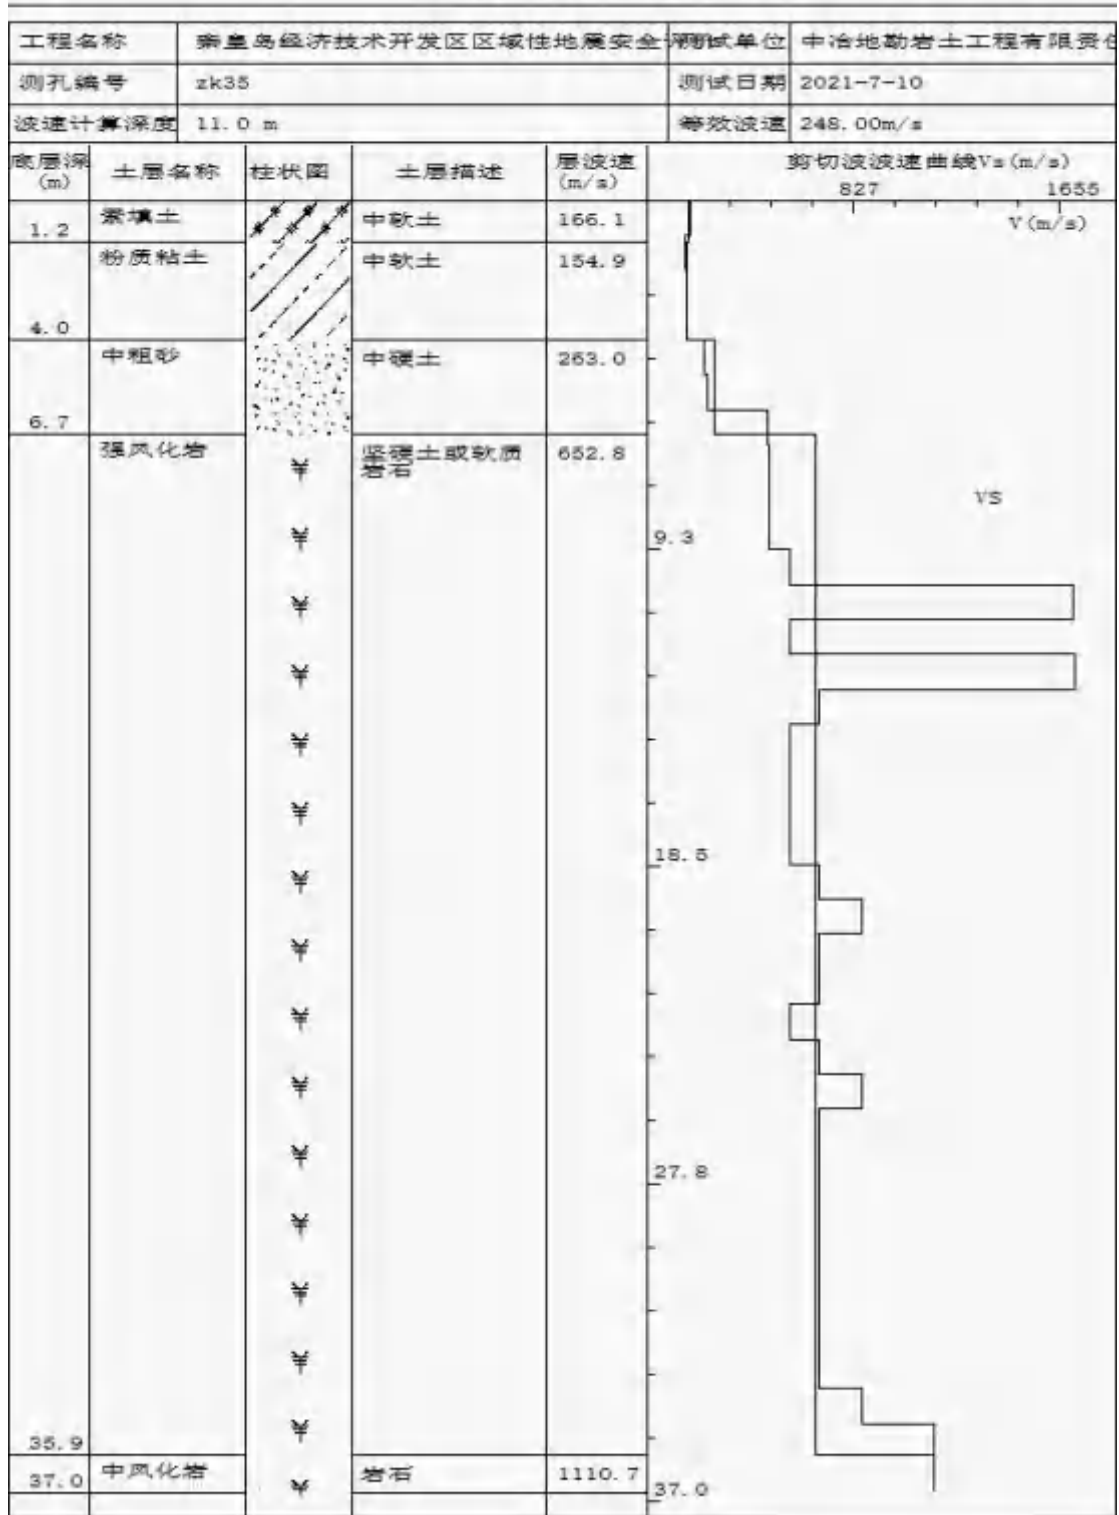 工程名称 秦皇岛经济技术开发区区域性地震安全 测试单位 中冶地勘岩土工程有限责任
测孔编号 zk35 测试日期 2021-7-10
波速计算深度 11.0 m 等效波速 248.00m/s
底层深(m) 土层名称 柱状图 土层描述 层波速(m/s) 剪切波波速曲线Vs(m/s)
827 1655
V(m/s)
1.2 素填土 中软土 166.1
4.0 粉质粘土 中软土 154.9
6.7 中粗砂 中硬土 263.0
强风化岩 坚硬土或软质 652.8
岩石
VS
9.3
18.5
27.8
35.9
37.0 中风化岩 岩石 1110.7
37.0